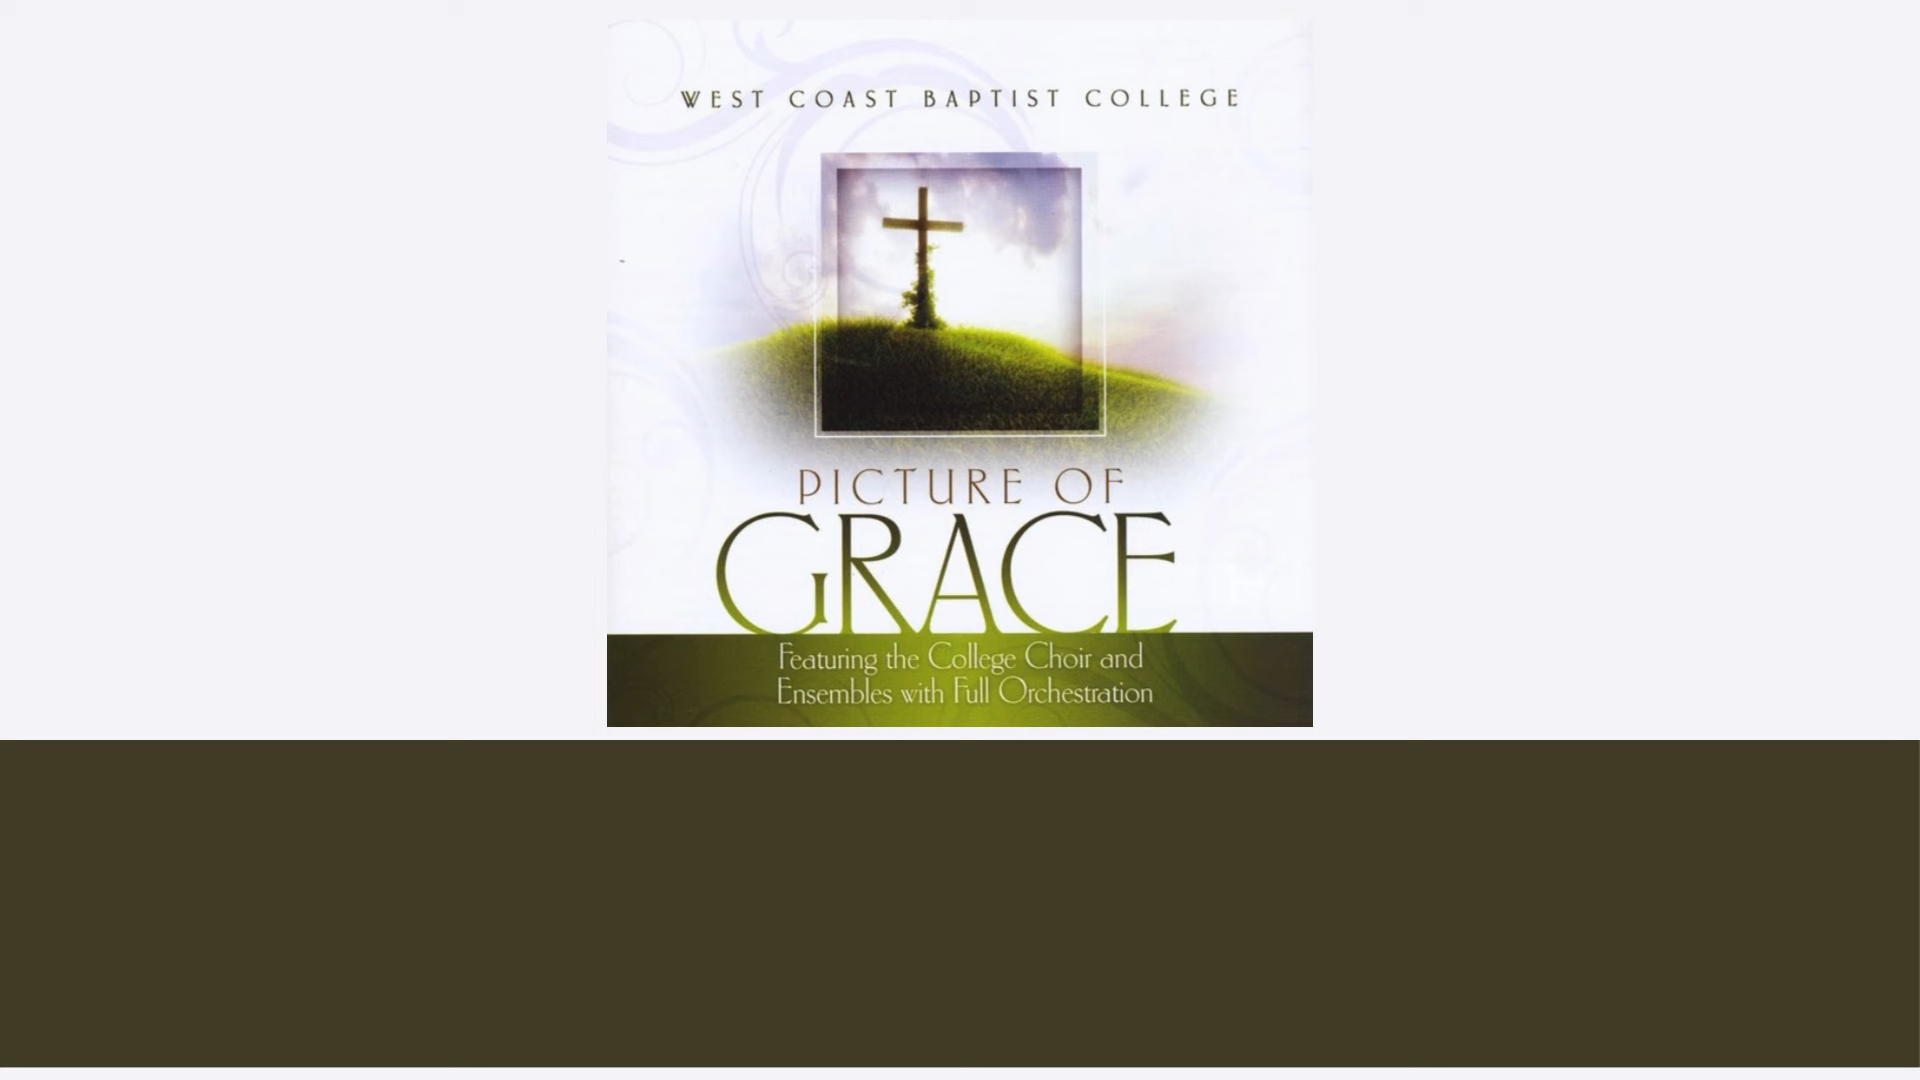 WEST COAST BAPTIST COLLEGE
PICTURE OF
GRACE
Featuring the College Choir and
Ensembles with Full Orchestration